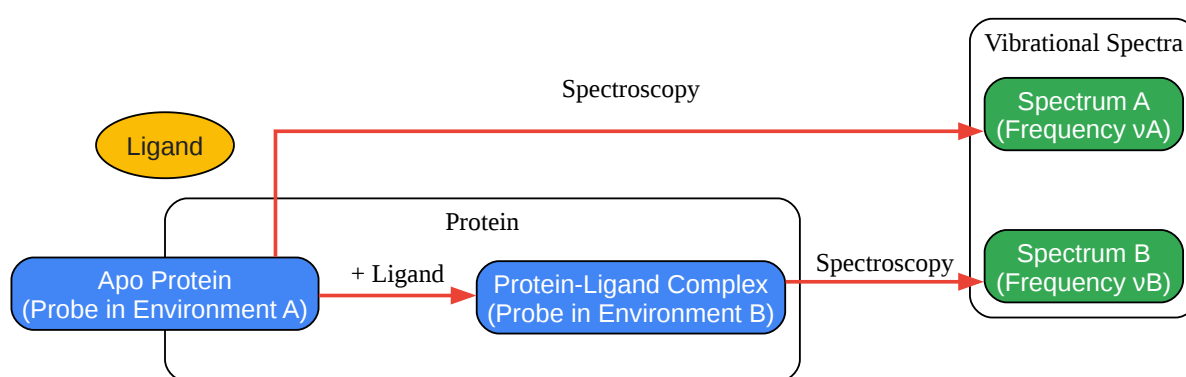 Vibrational Spectra
Spectroscopy
Spectrum A
(Frequency νA)
Ligand
Protein
Apo Protein
(Probe in Environment A)
+ Ligand
Protein-Ligand Complex
(Probe in Environment B)
Spectroscopy
Spectrum B
(Frequency νB)